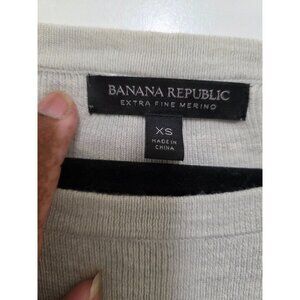 BANANA REPUBLIC
EXTRA FINE MERINO
XS
MADE IN
CHINA